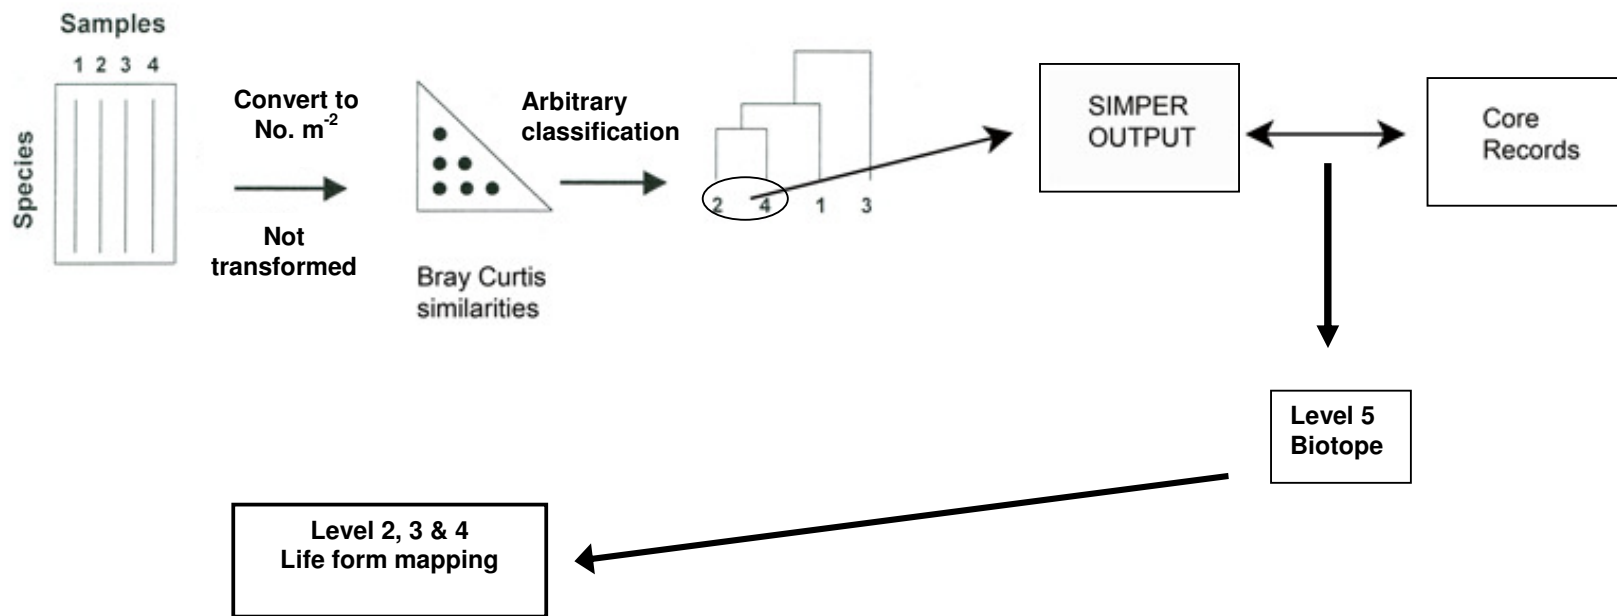 Samples
1 2 3 4
Species
Convert to
No. m-2
Not
transformed
Bray Curtis
similarities
Arbitrary
classification
2 4 1 3
SIMPER
OUTPUT
Core
Records
Level 5
Biotope
Level 2, 3 & 4
Life form mapping